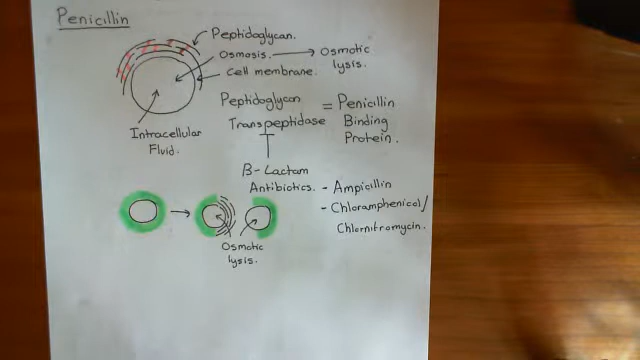 Penicillin
Peptidoglycan.
Osmosis. → Osmotic
lysis.
Cell membrane.
Intracellular
Fluid.
Peptidoglycan
Transpeptidase
= Penicillin
Binding
Protein.
β-Lactam
Antibiotics.
- Ampicillin
- Chloramphenicol/
Chlornitromycin.
Osmotic
lysis.